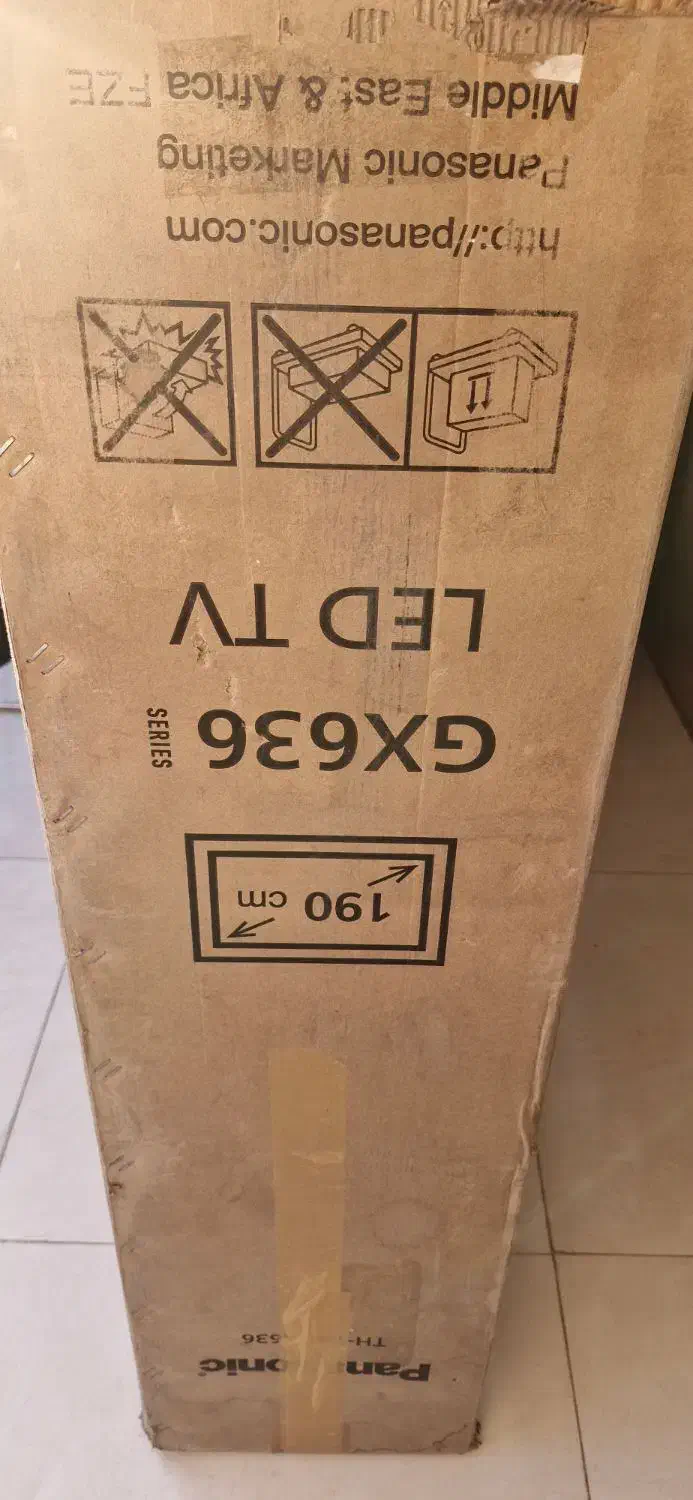 Panasonic
190 cm
GX636 SERIES
LED TV
http://panasonic.com
Panasonic Marketing
Middle East & Africa FZE